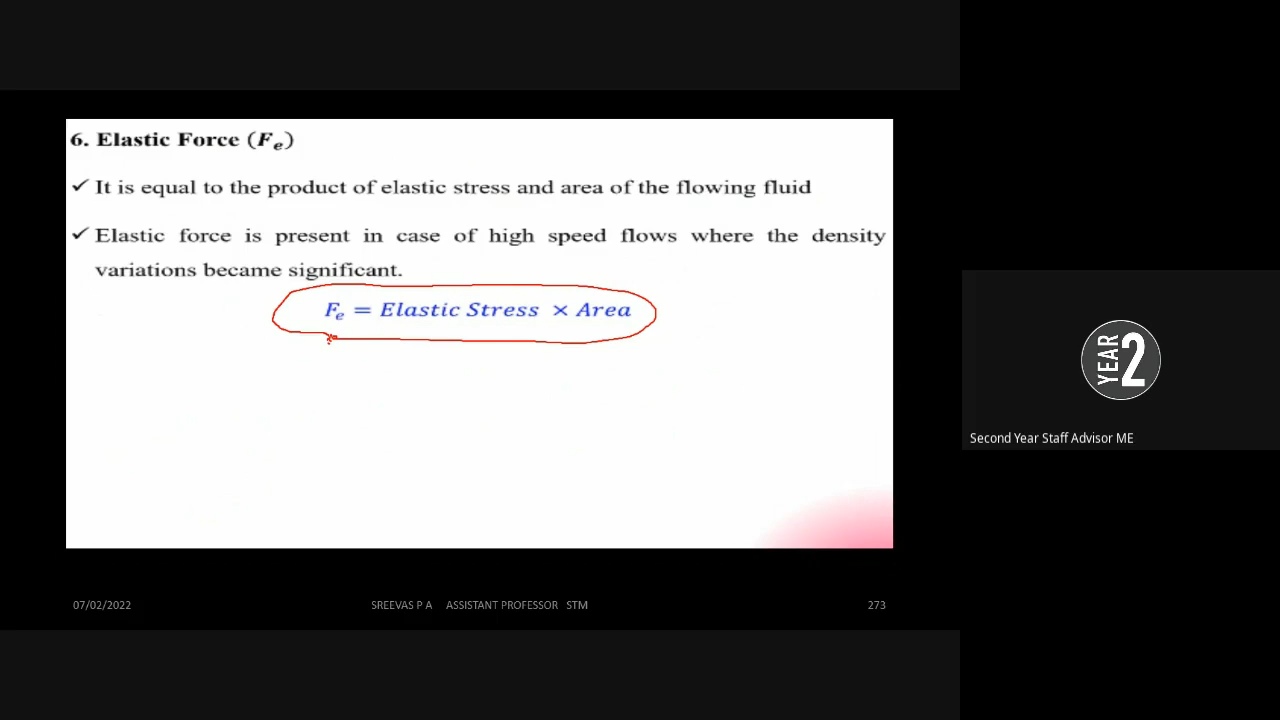 6. Elastic Force (Fₑ)
✓ It is equal to the product of elastic stress and area of the flowing fluid
✓ Elastic force is present in case of high speed flows where the density
variations became significant.
Fₑ = Elastic Stress × Area
YEAR 2
Second Year Staff Advisor ME
07/02/2022 SREEVAS P A ASSISTANT PROFESSOR STM 273